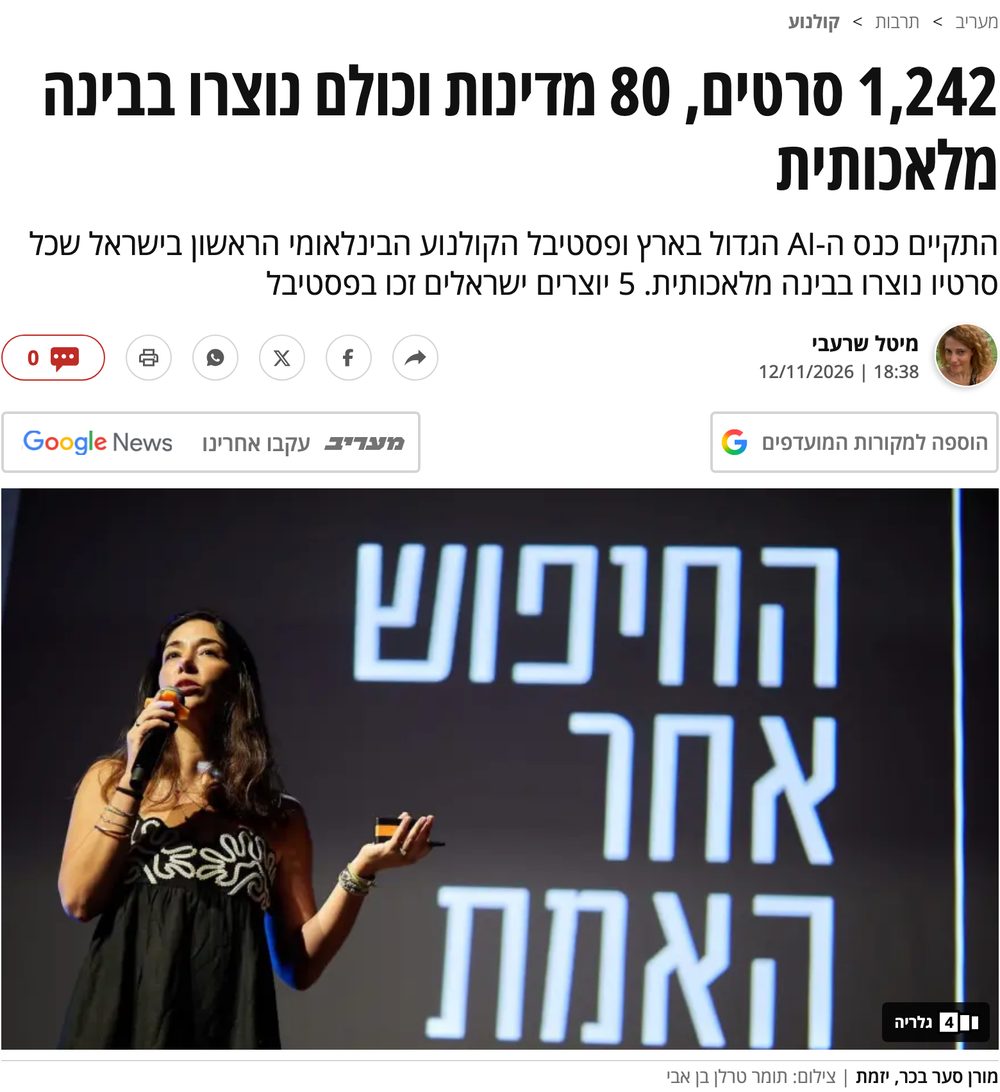 מעריב > תרבות > קולנוע
1,242 סרטים, 80 מדינות וכולם נוצרו בבינה
מלאכותית
התקיים כנס ה-AI הגדול בארץ ופסטיבל הקולנוע הבינלאומי הראשון בישראל שכל
סרטיו נוצרו בבינה מלאכותית. 5 יוצרים ישראלים זכו בפסטיבל
מיטל שרעבי
18:38 | 12/11/2026
0
הוספה למקורות המועדפים
מעריב עקבו אחרינו Google News
החיפוש
אחר
האמת
4 גלריה
מורן סער בכר, יזמת | צילום: תומר טרלן בן אבי